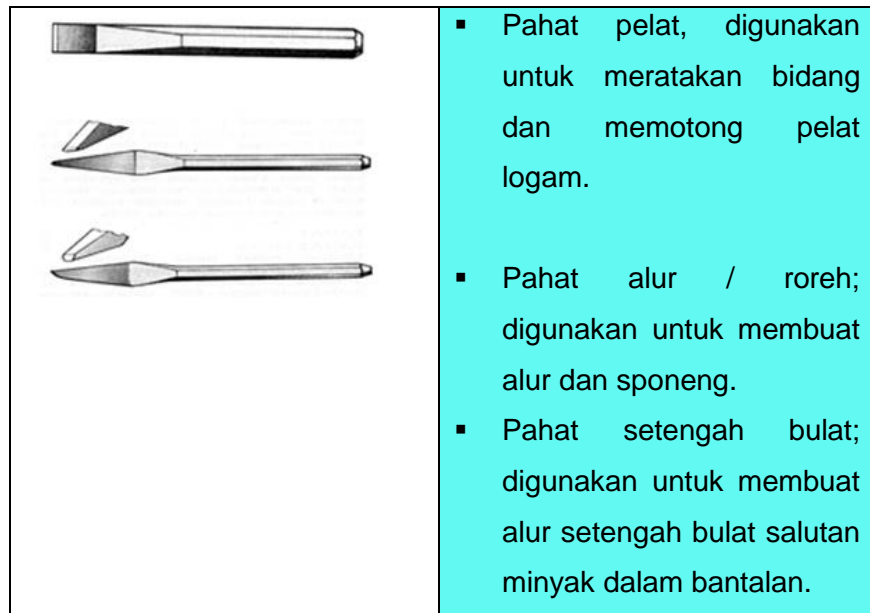 ▪ Pahat pelat, digunakan
untuk meratakan bidang
dan memotong pelat
logam.
▪ Pahat alur / roreh;
digunakan untuk membuat
alur dan sponeng.
▪ Pahat setengah bulat;
digunakan untuk membuat
alur setengah bulat salutan
minyak dalam bantalan.